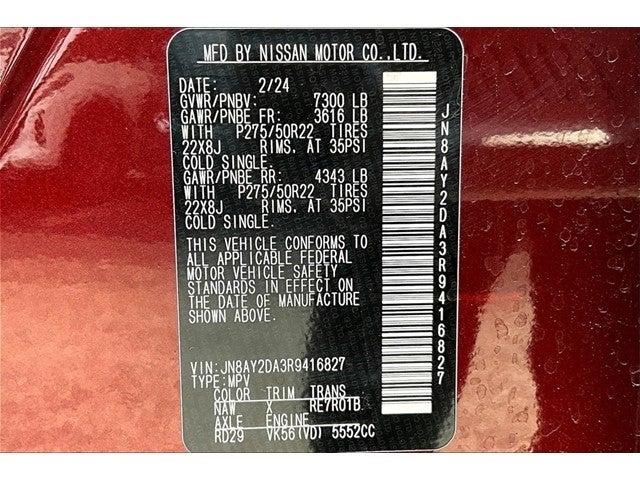 MFD BY NISSAN MOTOR CO.,LTD.
DATE: 2/24
GVWR/PNBV: 7300 LB
GAWR/PNBE FR: 3616 LB
WITH P275/50R22 TIRES
22X8J RIMS, AT 35PSI
COLD SINGLE.
GAWR/PNBE RR: 4343 LB
WITH P275/50R22 TIRES
22X8J RIMS, AT 35PSI
COLD SINGLE.
THIS VEHICLE CONFORMS TO
ALL APPLICABLE FEDERAL
MOTOR VEHICLE SAFETY
STANDARDS IN EFFECT ON
THE DATE OF MANUFACTURE
SHOWN ABOVE.
VIN: JN8AY2DA3R9416827
TYPE: MPV
COLOR TRIM TRANS
NAW X RE7R01B
AXLE ENGINE
RD29 VK56(VD) 5552CC
JN8AY2DA3R9416827